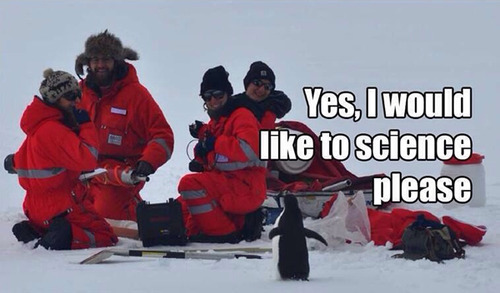 Yes, I would
like to science
please